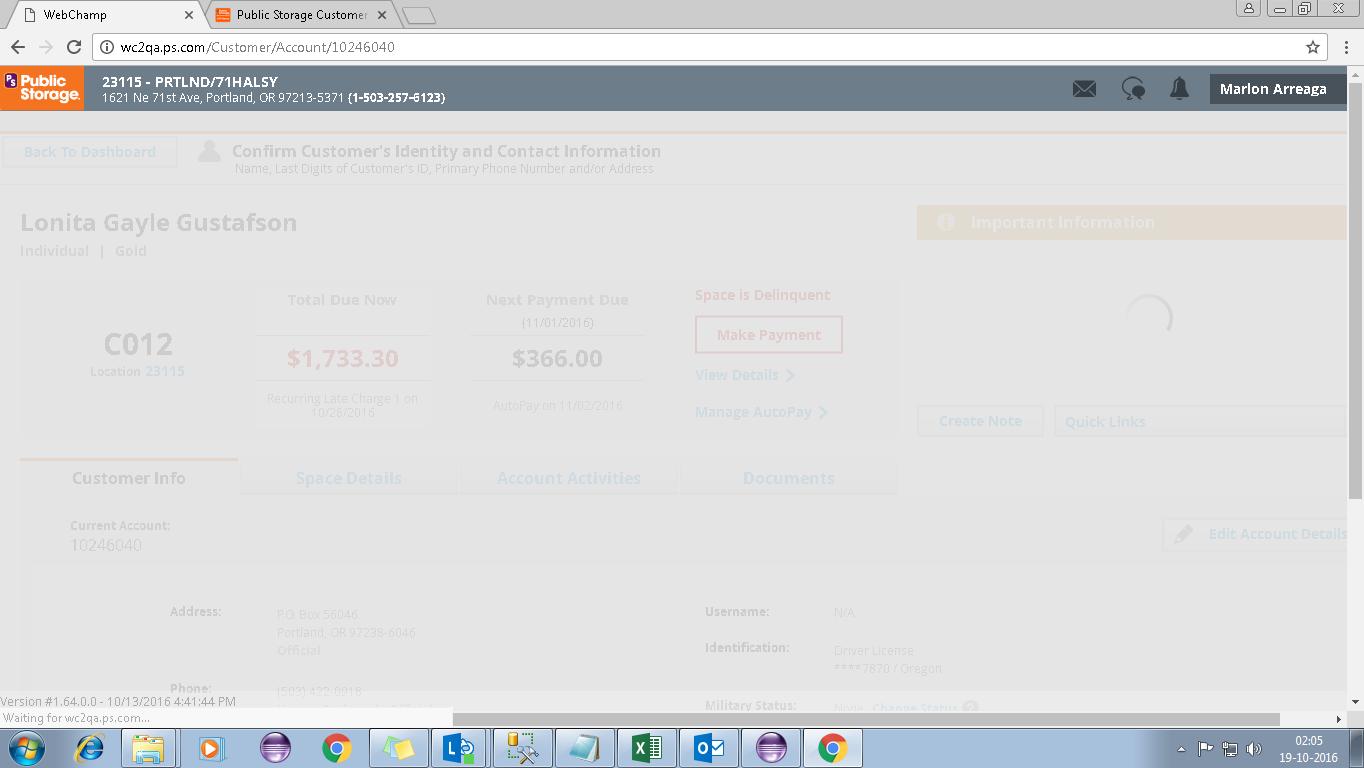 WebChamp
Public Storage Customer
wc2qa.ps.com/Customer/Account/10246040
PS Public Storage.
23115 - PRTLND/71HALSY
1621 Ne 71st Ave, Portland, OR 97213-5371 (1-503-257-6123)
Marlon Arreaga
Back To Dashboard
Confirm Customer's Identity and Contact Information
Name, Last Digits of Customer's ID, Primary Phone Number and/or Address
Lonita Gayle Gustafson
Individual | Gold
Important Information
C012
Location 23115
Total Due Now
$1,733.30
Recurring Late Charge 1 on
10/26/2016
Next Payment Due
(11/01/2016)
$366.00
AutoPay on 11/02/2016
Space is Delinquent
Make Payment
View Details
Manage AutoPay
Create Note
Quick Links
Customer Info
Space Details
Account Activities
Documents
Current Account:
10246040
Edit Account Details
Address:
P.O. Box 56046
Portland, OR 97238-6046
Official
Phone:
(503) 422-0918
Username:
N/A
Identification:
Driver License
****7870 / Oregon
Military Status:
None Change Status ?
Version #1.64.0.0 - 10/13/2016 4:41:44 PM
Waiting for wc2qa.ps.com...
02:05
19-10-2016